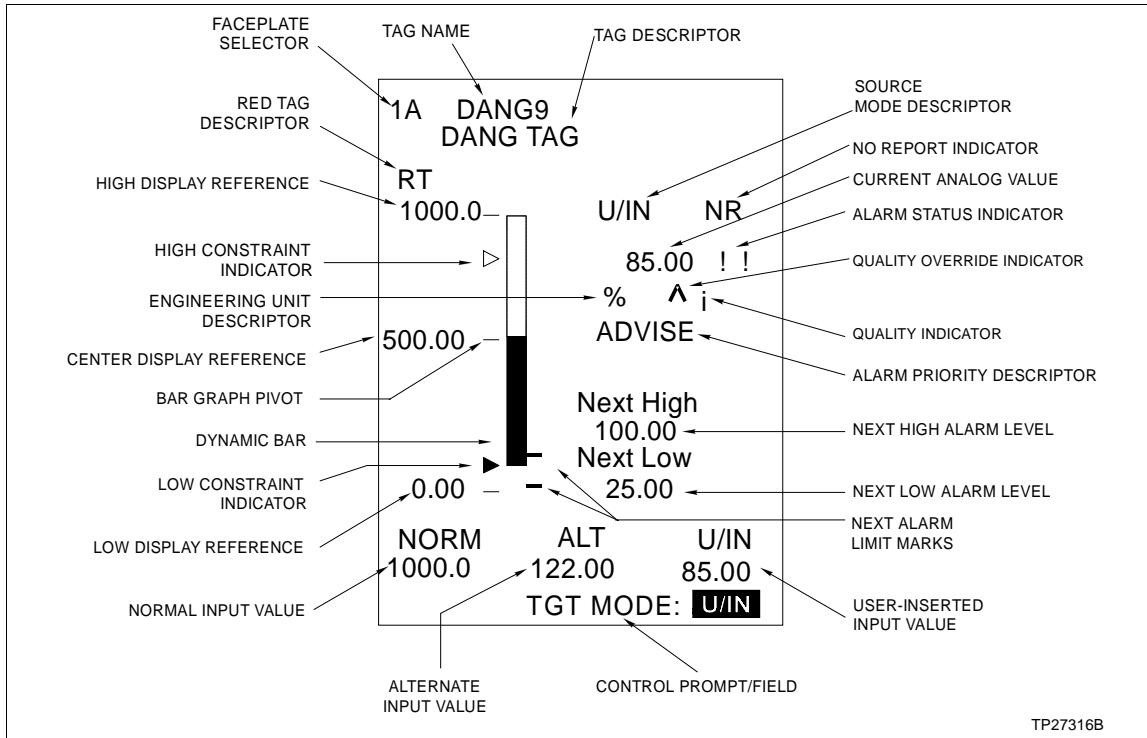 FACEPLATE
SELECTOR
TAG NAME
TAG DESCRIPTOR
1A DANG9
DANG TAG
RED TAG
DESCRIPTOR
SOURCE
MODE DESCRIPTOR
RT
NO REPORT INDICATOR
HIGH DISPLAY REFERENCE
CURRENT ANALOG VALUE
1000.0
U/IN NR
ALARM STATUS INDICATOR
HIGH CONSTRAINT
INDICATOR
85.00 ! !
QUALITY OVERRIDE INDICATOR
ENGINEERING UNIT
DESCRIPTOR
% ^ i
QUALITY INDICATOR
CENTER DISPLAY REFERENCE
500.00
ADVISE
ALARM PRIORITY DESCRIPTOR
BAR GRAPH PIVOT
Next High
100.00
NEXT HIGH ALARM LEVEL
DYNAMIC BAR
Next Low
25.00
NEXT LOW ALARM LEVEL
LOW CONSTRAINT
INDICATOR
0.00
NEXT ALARM
LIMIT MARKS
LOW DISPLAY REFERENCE
NORM ALT U/IN
1000.0 122.00 85.00
NORMAL INPUT VALUE
TGT MODE: U/IN
USER-INSERTED
INPUT VALUE
ALTERNATE
INPUT VALUE
CONTROL PROMPT/FIELD
TP27316B